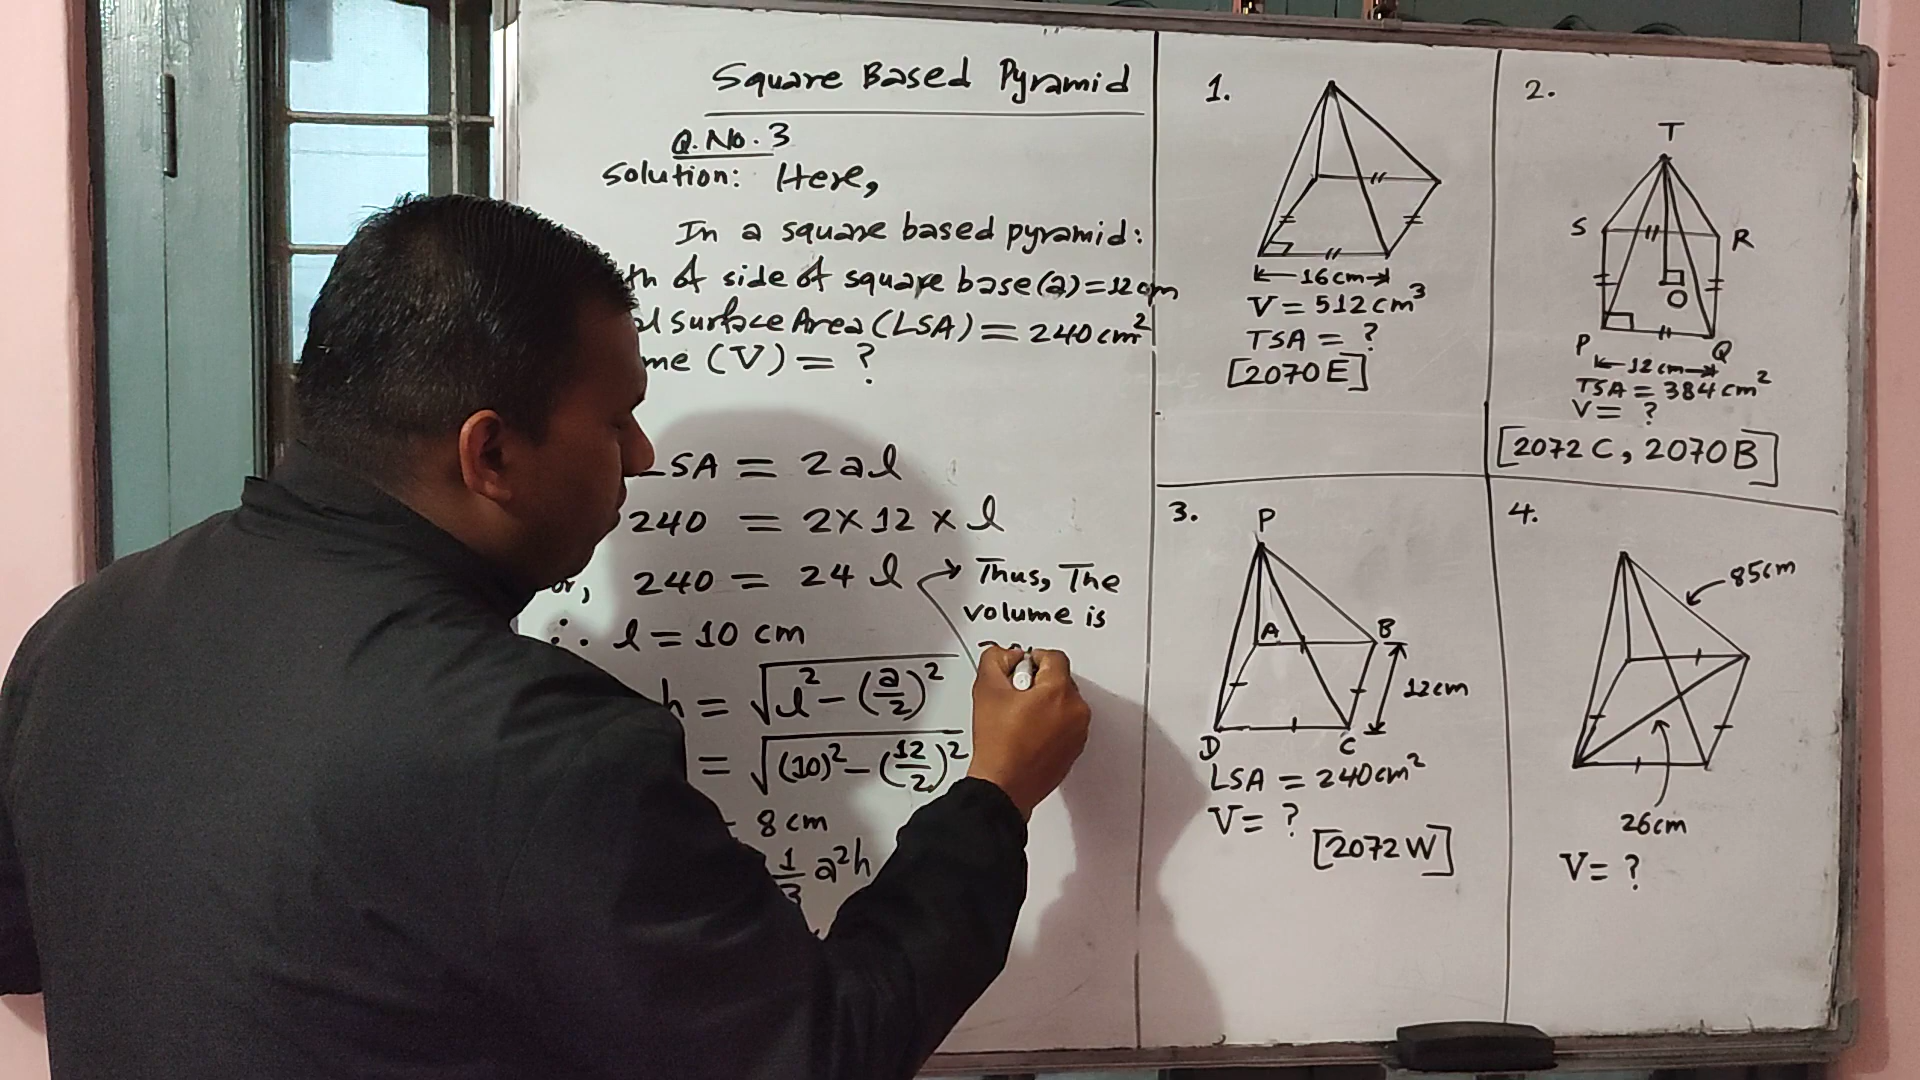 Square Based Pyramid
Q. No. 3
Solution: Here,
In a square based pyramid:
th of side of square base (a) = 12 cm
al Surface Area (LSA) = 240 cm²
me (V) = ?
LSA = 2al
240 = 2 × 12 × l
or, 240 = 24 l
∴ l = 10 cm
h = √(l² − (a/2)²)
= √((10)² − (12/2)²)
= 8 cm
1/3 a²h
Thus, The
volume is
1.
16 cm
V = 512 cm³
TSA = ?
[2070 E]
2.
T
S
R
O
P
Q
12 cm
TSA = 384 cm²
V = ?
[2072 C, 2070 B]
3.
P
A
B
12 cm
D
C
LSA = 240 cm²
V = ?
[2072 W]
4.
85 cm
26 cm
V = ?